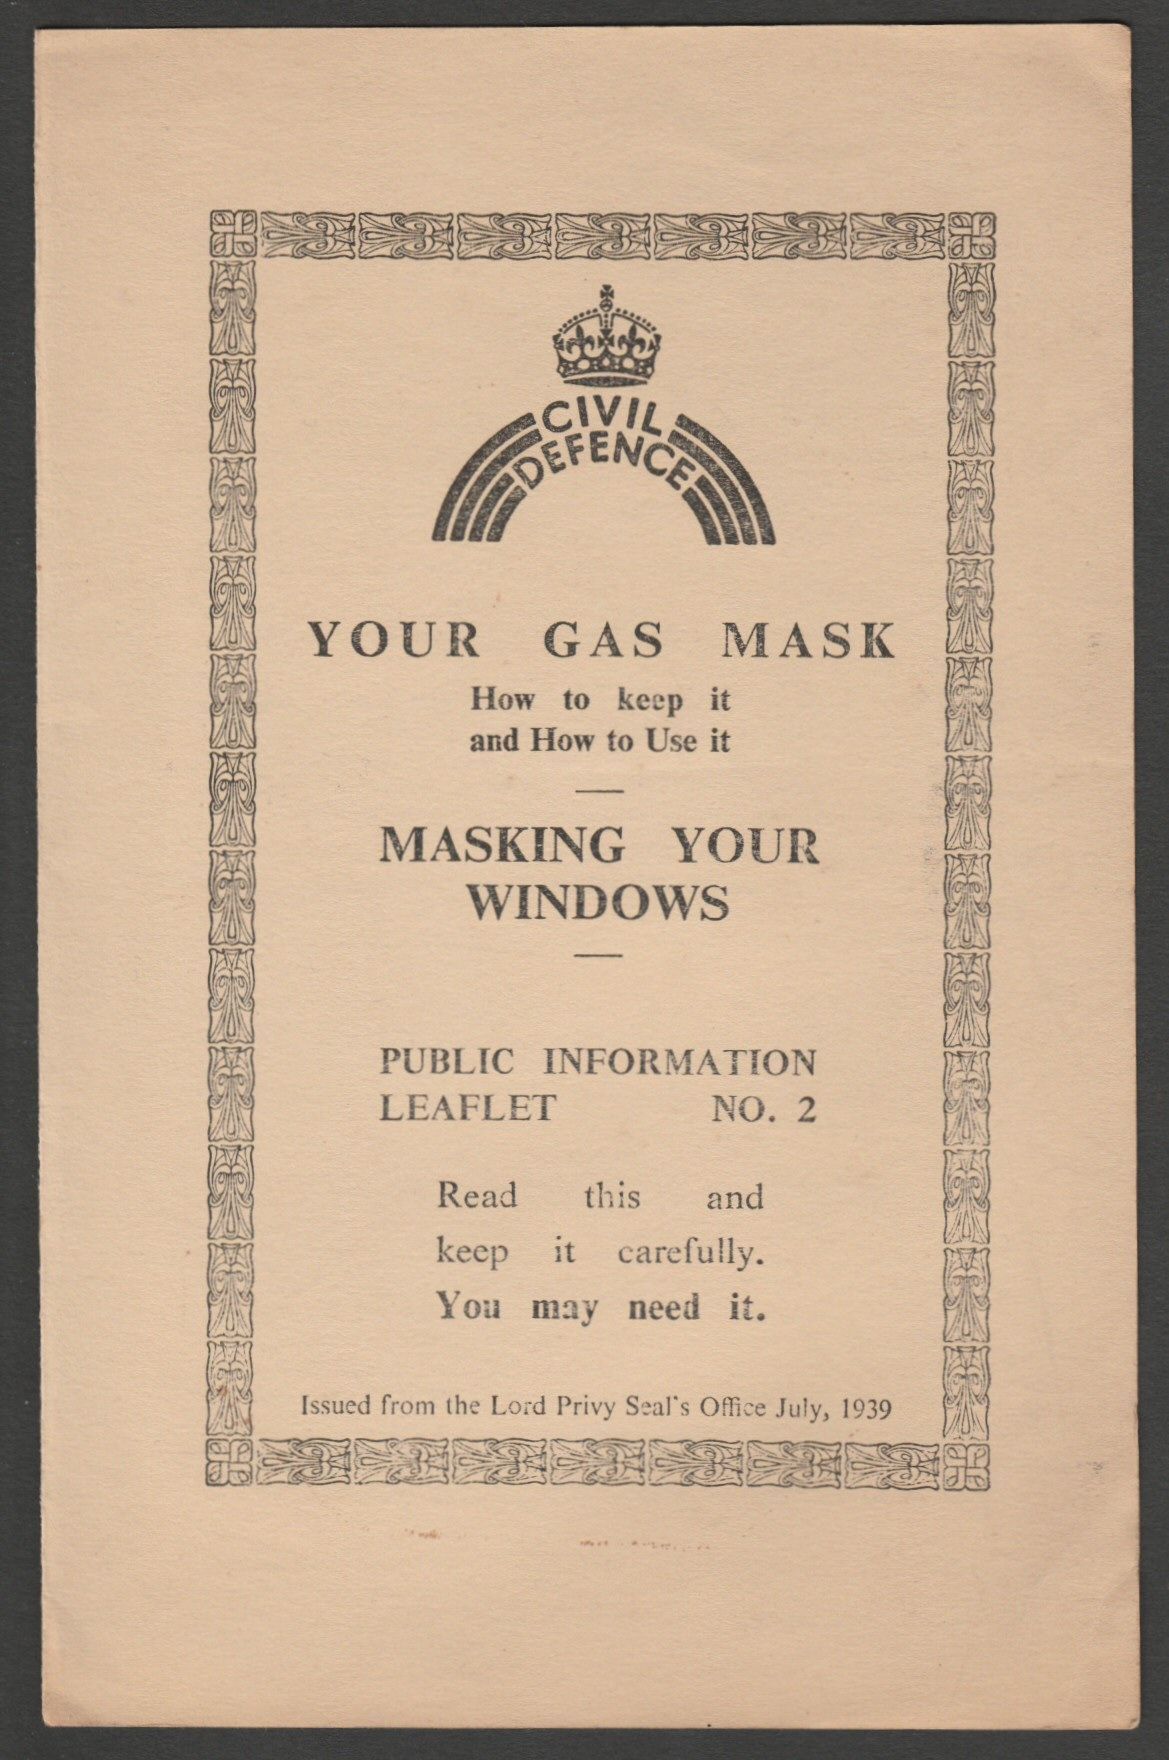 CIVIL
DEFENCE
YOUR GAS MASK
How to keep it
and How to Use it
MASKING YOUR
WINDOWS
PUBLIC INFORMATION
LEAFLET NO. 2
Read this and
keep it carefully.
You may need it.
Issued from the Lord Privy Seal's Office July, 1939